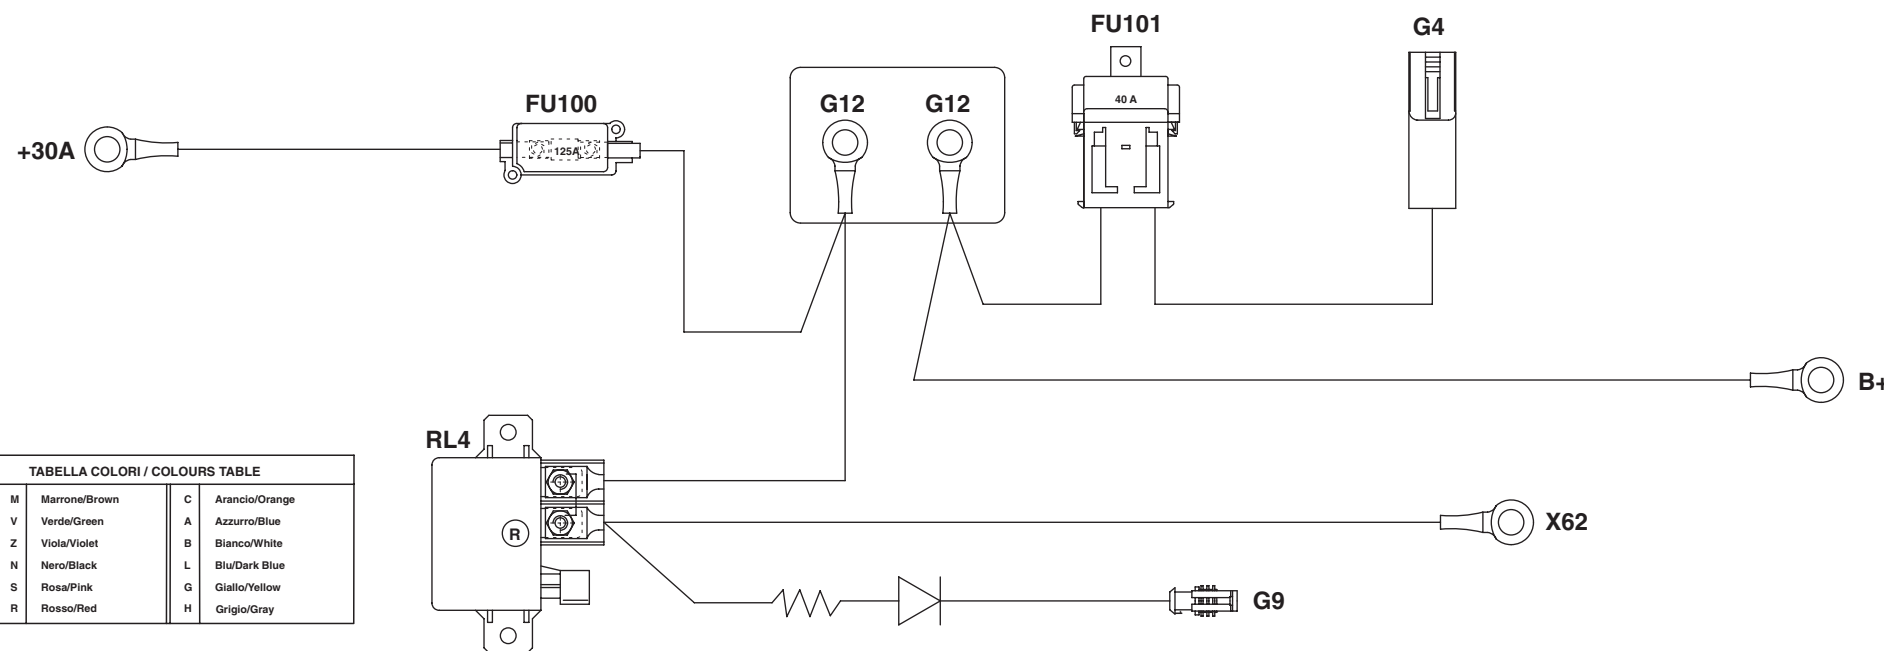 FU101
G4
FU100
G12
G12
40 A
+30A
125A
B+
RL4
TABELLA COLORI / COLOURS TABLE
M Marrone/Brown C Arancio/Orange
V Verde/Green A Azzurro/Blue
Z Viola/Violet B Bianco/White
N Nero/Black L Blu/Dark Blue
S Rosa/Pink G Giallo/Yellow
R Rosso/Red H Grigio/Gray
R
X62
G9